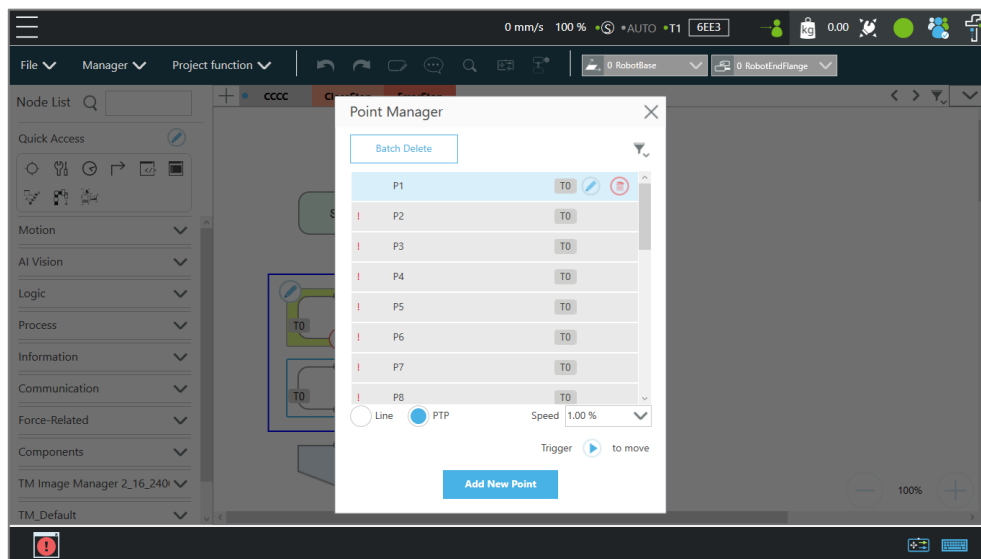 0 mm/s 100 % S AUTO T1 6EE3 kg 0.00
File Manager Project function 0 RobotBase 0 RobotEndFlange
Node List
CCCC
Quick Access
Motion
AI Vision
Logic
Process
Information
Communication
Force-Related
Components
TM Image Manager 2_16_240
TM_Default
T0
T0
Point Manager
Batch Delete
P1 T0
! P2 T0
! P3 T0
! P4 T0
! P5 T0
! P6 T0
! P7 T0
! P8 T0
Line PTP Speed 1.00 %
Trigger to move
Add New Point
100%